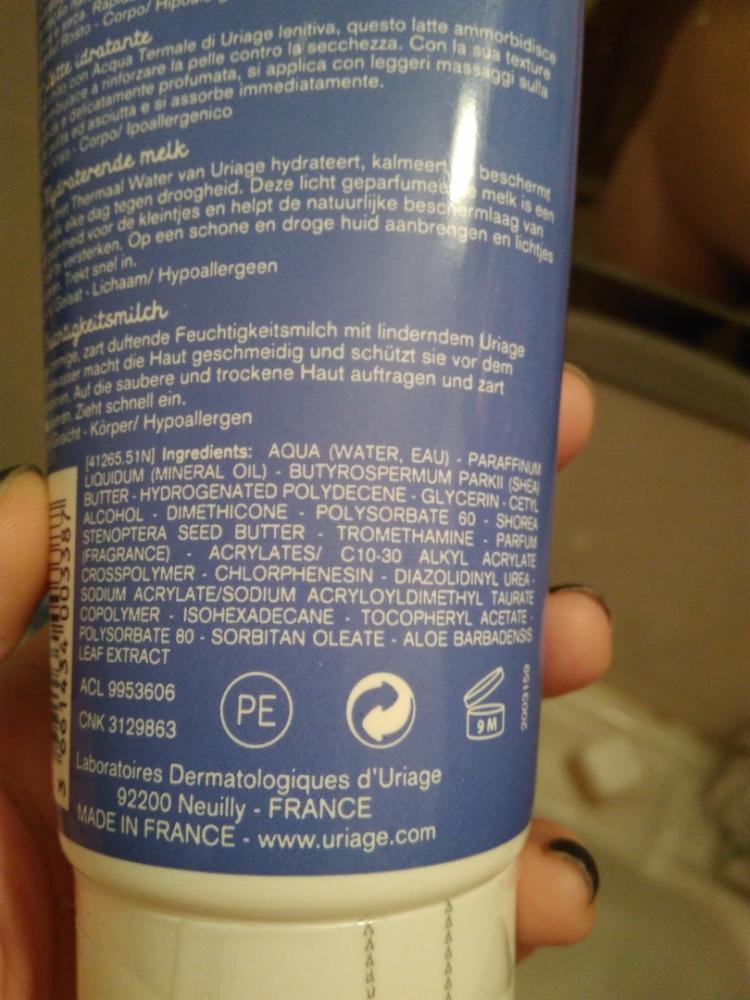 Rosto - Corpo/
idratante
con Acqua Termale di Uriage lenitiva, questo latte ammorbidisce
a rinforzare la pelle contro la secchezza. Con la sua texture
delicatamente profumata, si applica con leggeri massaggi sulla
ed asciutta e si assorbe immediatamente.
- Corpo/ Ipoallergenico
melk
Thermaal Water van Uriage hydrateert, kalmeert beschermt
elke dag tegen droogheid. Deze licht geparfumeerde melk is een
voor de kleintjes en helpt de natuurlijke beschermlaag van
versterken. Op een schone en droge huid aanbrengen en lichtjes
Trekt snel in.
Gelaat - Lichaam/ Hypoallergeen
zart duftende Feuchtigkeitsmilch mit linderndem Uriage
macht die Haut geschmeidig und schützt sie vor dem
Auf die saubere und trockene Haut auftragen und zart
Zieht schnell ein.
- Körper/ Hypoallergen
[41265.51N] Ingredients: AQUA (WATER, EAU) - PARAFFINUM
LIQUIDUM (MINERAL OIL) - BUTYROSPERMUM PARKII (SHEA)
BUTTER - HYDROGENATED POLYDECENE - GLYCERIN - CETYL
ALCOHOL - DIMETHICONE - POLYSORBATE 60 - SHOREA
STENOPTERA SEED BUTTER - TROMETHAMINE - PARFUM
(FRAGRANCE) - ACRYLATES/ C10-30 ALKYL ACRYLATE
CROSSPOLYMER - CHLORPHENESIN - DIAZOLIDINYL UREA -
SODIUM ACRYLATE/SODIUM ACRYLOYLDIMETHYL TAURATE
COPOLYMER - ISOHEXADECANE - TOCOPHERYL ACETATE -
POLYSORBATE 80 - SORBITAN OLEATE - ALOE BARBADENSIS
LEAF EXTRACT
ACL 9953606
CNK 3129863
PE
9 M
2003159
3 661434 003387
Laboratoires Dermatologiques d'Uriage
92200 Neuilly - FRANCE
MADE IN FRANCE - www.uriage.com